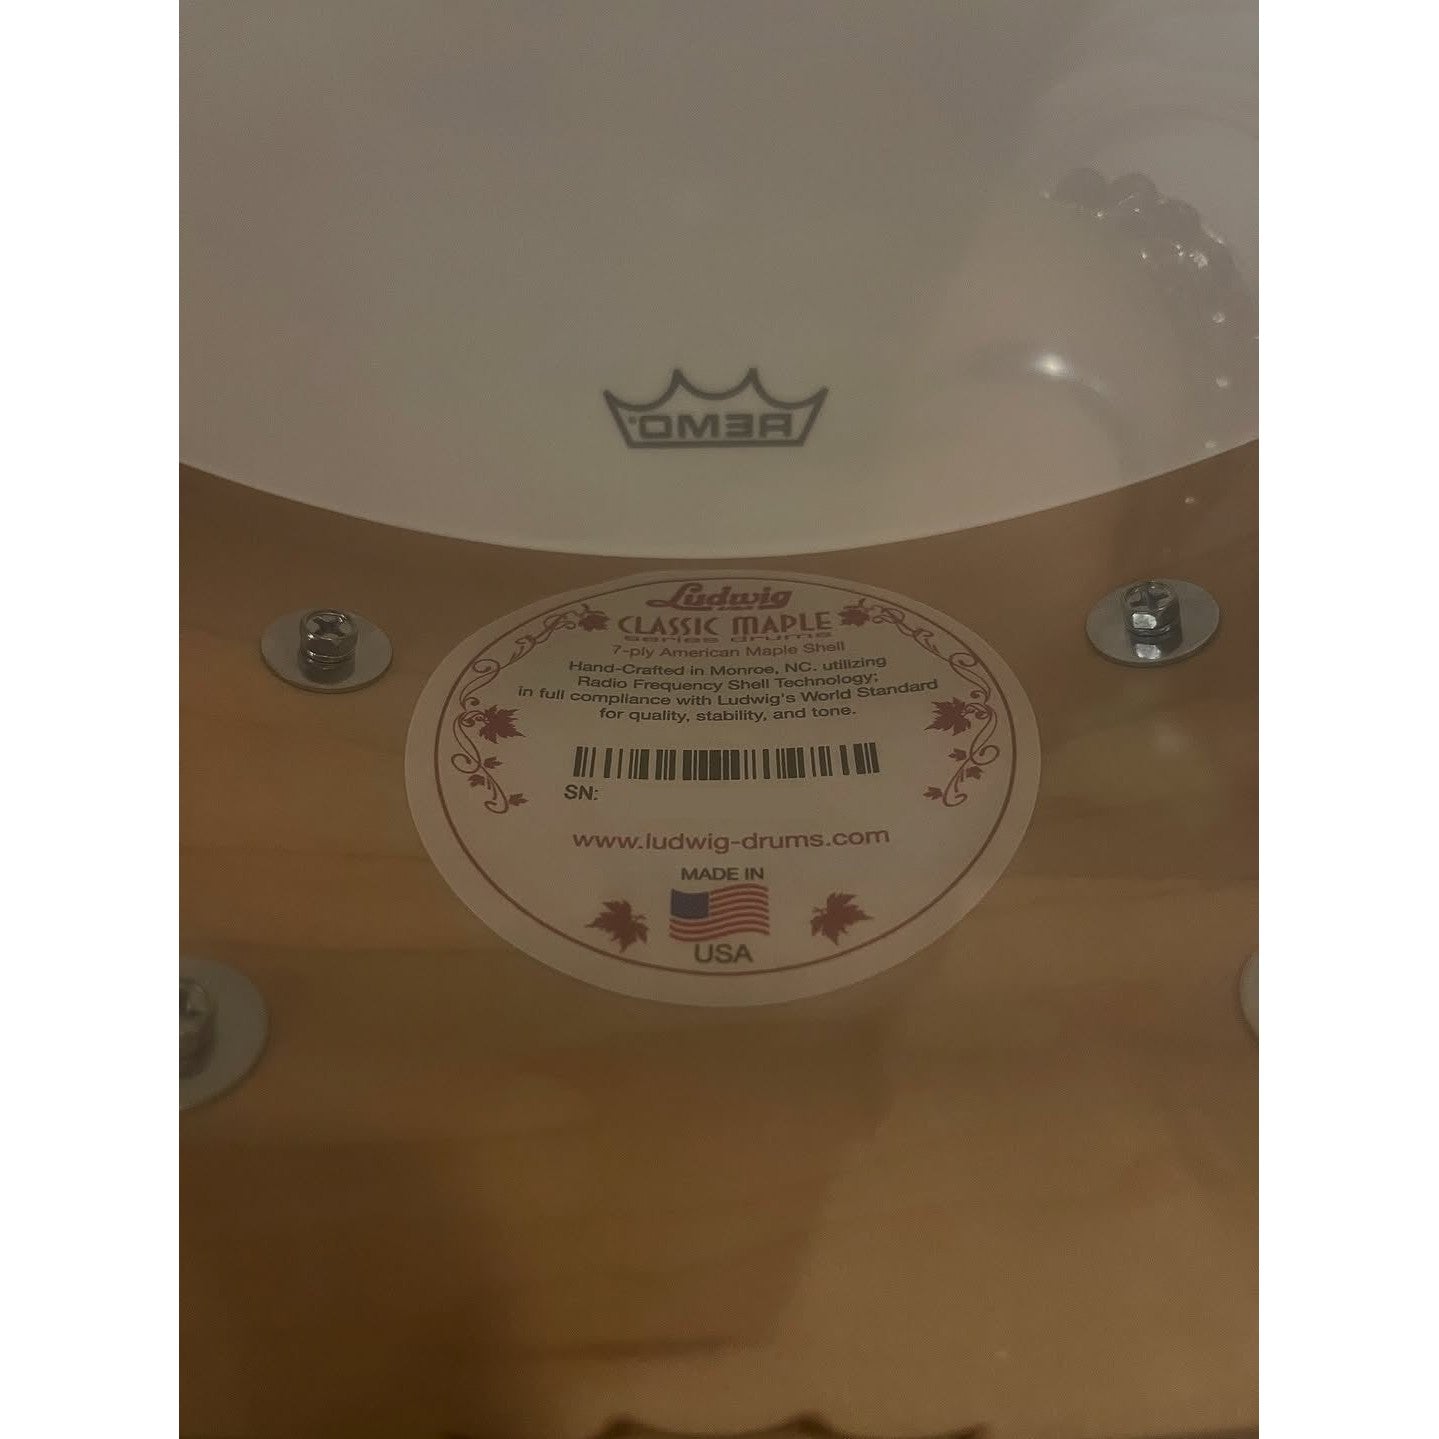 REMO
Ludwig
CLASSIC MAPLE
series drums
7-ply American Maple Shell
Hand-Crafted in Monroe, NC. utilizing
Radio Frequency Shell Technology;
in full compliance with Ludwig's World Standard
for quality, stability, and tone.
SN:
www.ludwig-drums.com
MADE IN
USA